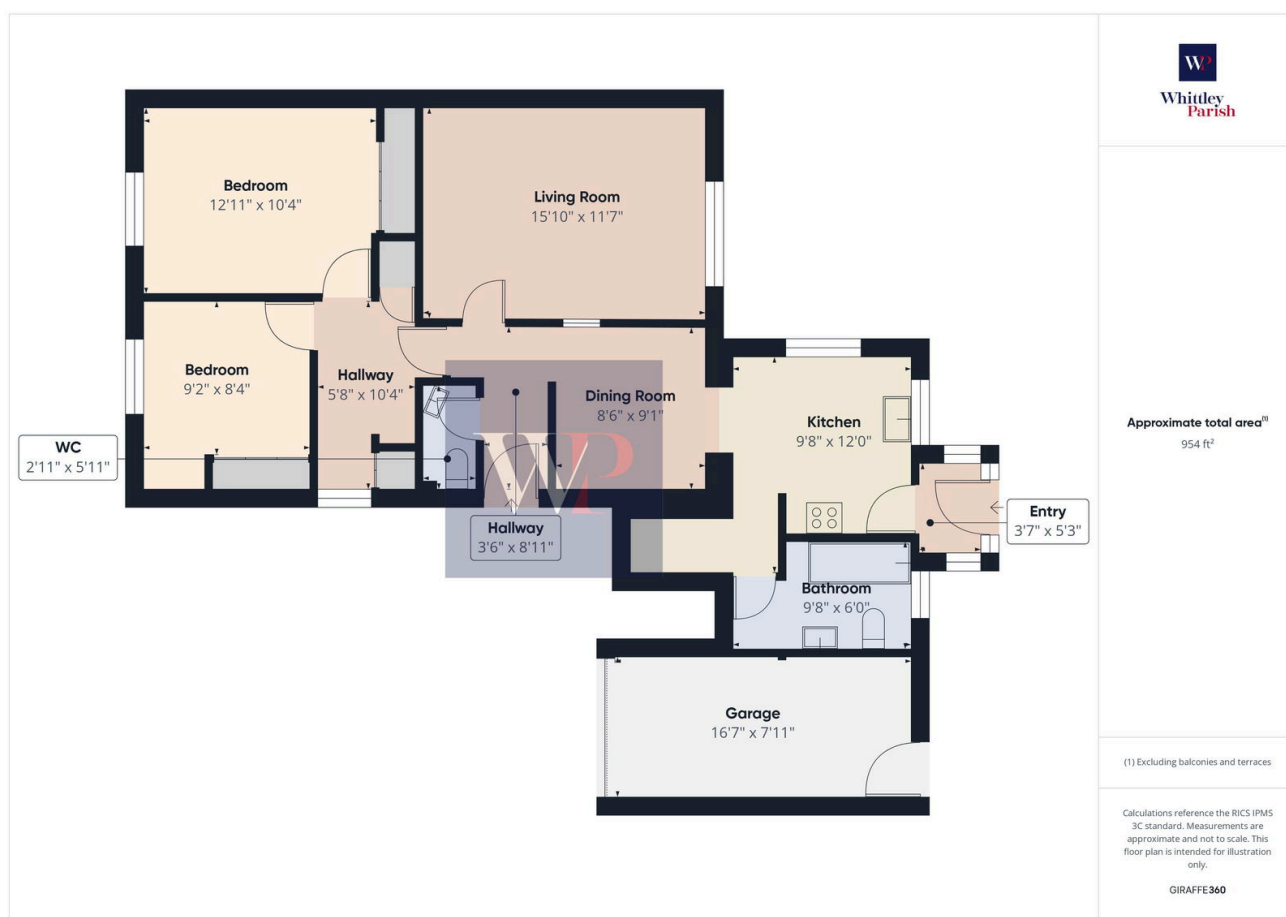 Bedroom
12'11" x 10'4"
Living Room
15'10" x 11'7"
Bedroom
9'2" x 8'4"
Hallway
5'8" x 10'4"
Dining Room
8'6" x 9'1"
Kitchen
9'8" x 12'0"
WC
2'11" x 5'11"
WP
Hallway
3'6" x 8'11"
Entry
3'7" x 5'3"
Bathroom
9'8" x 6'0"
Garage
16'7" x 7'11"
WP
Whittley
Parish
Approximate total area⁽¹⁾
954 ft²
(1) Excluding balconies and terraces
Calculations reference the RICS IPMS
3C standard. Measurements are
approximate and not to scale. This
floor plan is intended for illustration
only.
GIRAFFE360